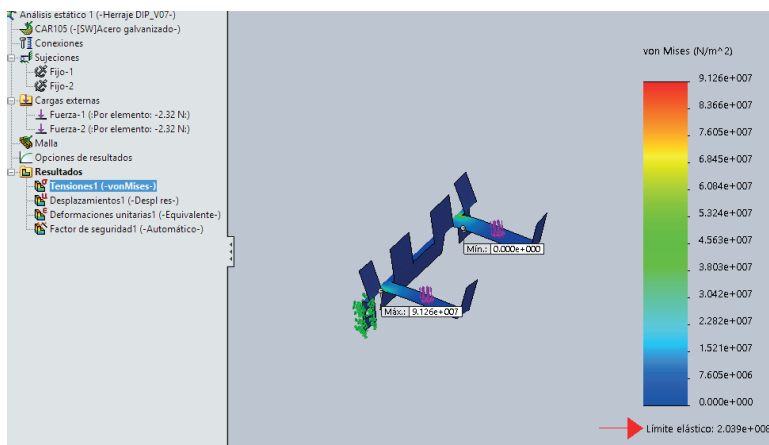 Análisis estático 1 (-Herraje DIP_V07-)
CAR105 (-[SW]Acero galvanizado-)
Conexiones
Sujeciones
Fijo-1
Fijo-2
Cargas externas
Fuerza-1 (:Por elemento: -2.32 N:)
Fuerza-2 (:Por elemento: -2.32 N:)
Malla
Opciones de resultados
Resultados
Tensiones1 (-vonMises-)
Desplazamientos1 (-Despl res-)
Deformaciones unitarias1 (-Equivalente-)
Factor de seguridad1 (-Automático-)
Mín.: 0.000e+000
Máx.: 9.126e+007
von Mises (N/m^2)
9.126e+007
8.366e+007
7.605e+007
6.845e+007
6.084e+007
5.324e+007
4.563e+007
3.803e+007
3.042e+007
2.282e+007
1.521e+007
7.605e+006
0.000e+000
Límite elástico: 2.039e+008